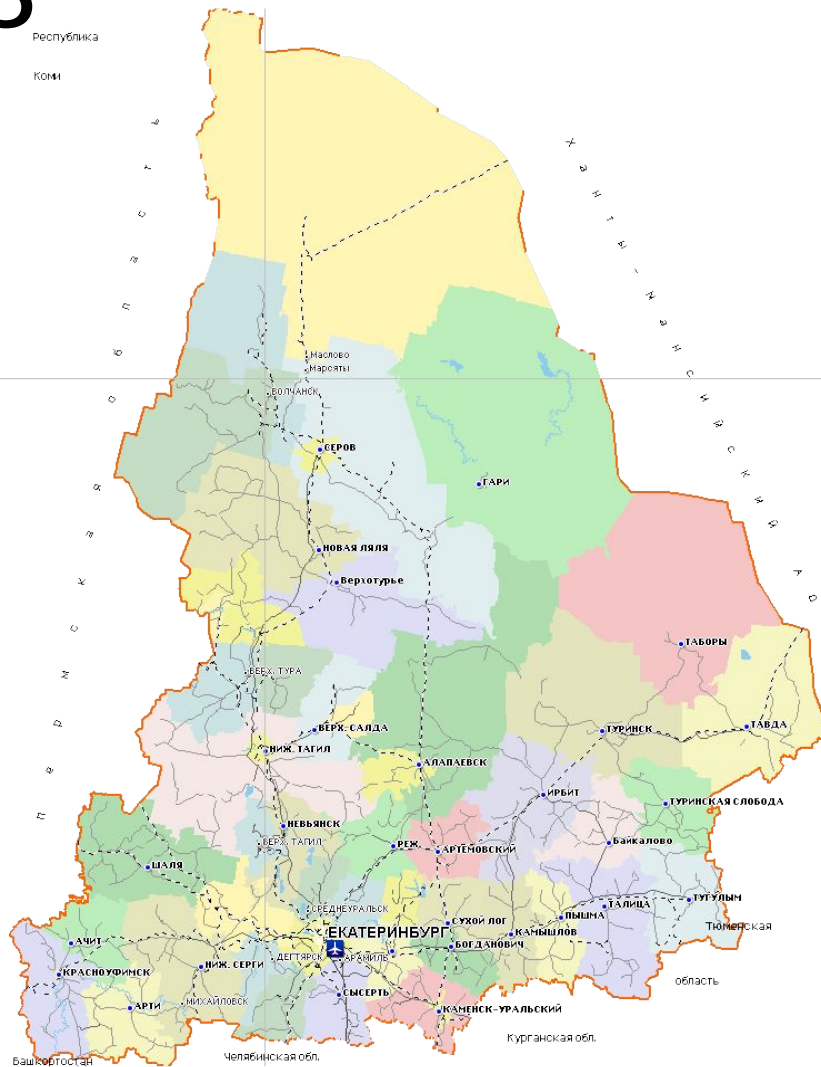 Республика
Коми
Пермская область
Ханты-Мансийский АО
Маслово
Марсяты
ВОЛЧАНСК
СЕРОВ
ГАРИ
НОВАЯ ЛЯЛЯ
Верхотурье
ТАБОРЫ
ВЕРХ. ТУРА
ВЕРХ. САЛДА
ТУРИНСК
ТАВДА
НИЖ. ТАГИЛ
АЛАПАЕВСК
ИРБИТ
ТУРИНСКАЯ СЛОБОДА
НЕВЬЯНСК
ВЕРХ. ТАГИЛ
РЕЖ
АРТЁМОВСКИЙ
Байкалово
ШАЛЯ
ТУГУЛЫМ
ТАЛИЦА
СРЕДНЕУРАЛЬСК
ПЫШМА
СУХОЙ ЛОГ
Тюменская
ЕКАТЕРИНБУРГ
КАМЫШЛОВ
АЧИТ
БОГДАНОВИЧ
ДЕГТЯРСК
АРАМИЛЬ
НИЖ. СЕРГИ
КРАСНОУФИМСК
область
СЫСЕРТЬ
МИХАЙЛОВСК
АРТИ
КАМЕНСК-УРАЛЬСКИЙ
Курганская обл.
Челябинская обл.
Башкортостан